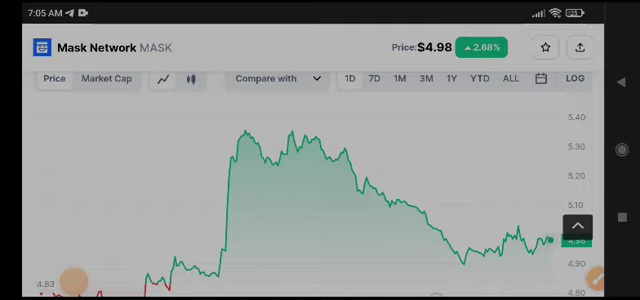 7:05 AM
Mask Network MASK
Price:$4.98 2.68%
Price Market Cap Compare with 1D 7D 1M 3M 1Y YTD ALL LOG
5.40
5.30
5.20
5.10
4.98
4.90
4.83
4.80